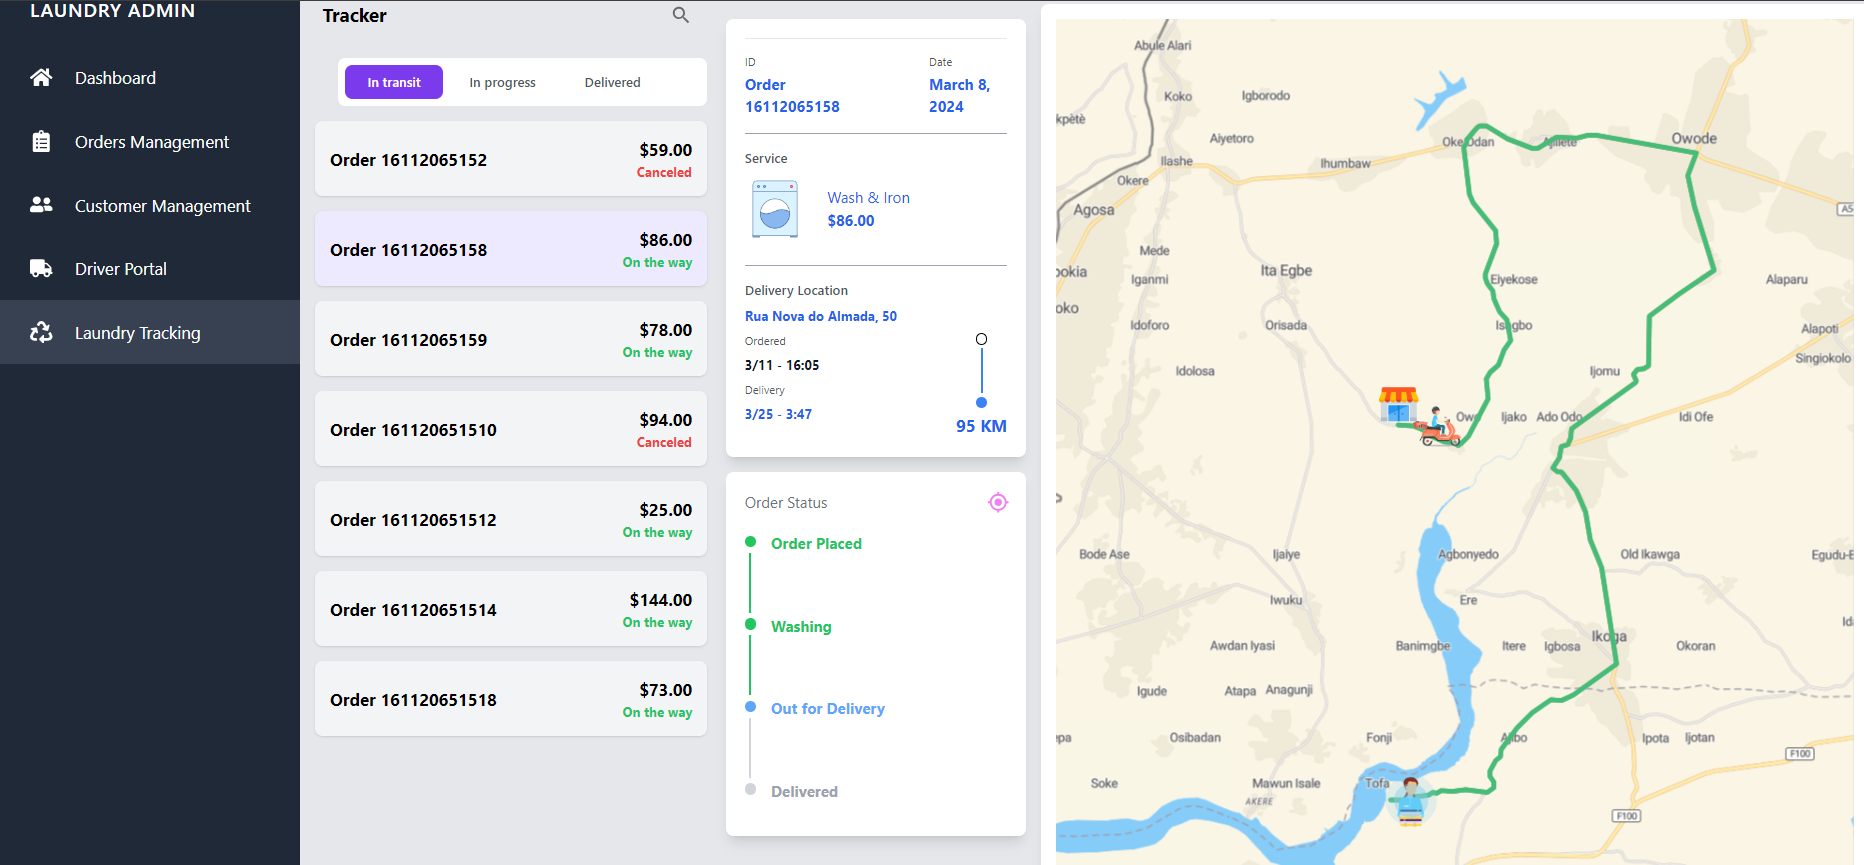 LAUNDRY ADMIN
Dashboard
Orders Management
Customer Management
Driver Portal
Laundry Tracking
Tracker
In transit
In progress
Delivered
Order 16112065152
$59.00
Canceled
Order 16112065158
$86.00
On the way
Order 16112065159
$78.00
On the way
Order 161120651510
$94.00
Canceled
Order 161120651512
$25.00
On the way
Order 161120651514
$144.00
On the way
Order 161120651518
$73.00
On the way
ID
Order
16112065158
Date
March 8,
2024
Service
Wash & Iron
$86.00
Delivery Location
Rua Nova do Almada, 50
Ordered
3/11 - 16:05
Delivery
3/25 - 3:47
95 KM
Order Status
Order Placed
Washing
Out for Delivery
Delivered
Abule Alari
Koko
Igborodo
kpètè
Aiyetoro
Oke Odan
Ajilete
Owode
Ilashe
Ihumbaw
Okere
Agosa
A5
Mede
Ita Egbe
pokia
Iganmi
Eiyekose
Alaparu
oko
Idoforo
Orisada
Isagbo
Alapoti
Singiokolo
Idolosa
Ijomu
Owo
Ijako
Ado Odo
Idi Ofe
Bode Ase
Ijaiye
Agbonyedo
Old Ikawga
Egudu-E
Iwuku
Ere
Ikoga
Awdan Iyasi
Banimgbe
Itere
Igbosa
Okoran
Igude
Atapa
Anagunji
Osibadan
Fonji
Ipota
Ijotan
F100
Soke
Mawun Isale
Tofa
AKERE
F100